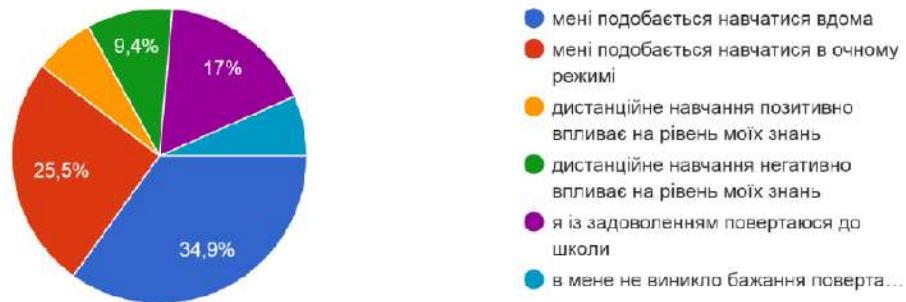 9,4%
17%
25,5%
34,9%
мені подобається навчатися вдома
мені подобається навчатися в очному
режимі
дистанційне навчання позитивно
впливає на рівень моїх знань
дистанційне навчання негативно
впливає на рівень моїх знань
я із задоволенням повертаюся до
школи
в мене не виникло бажання поверта…